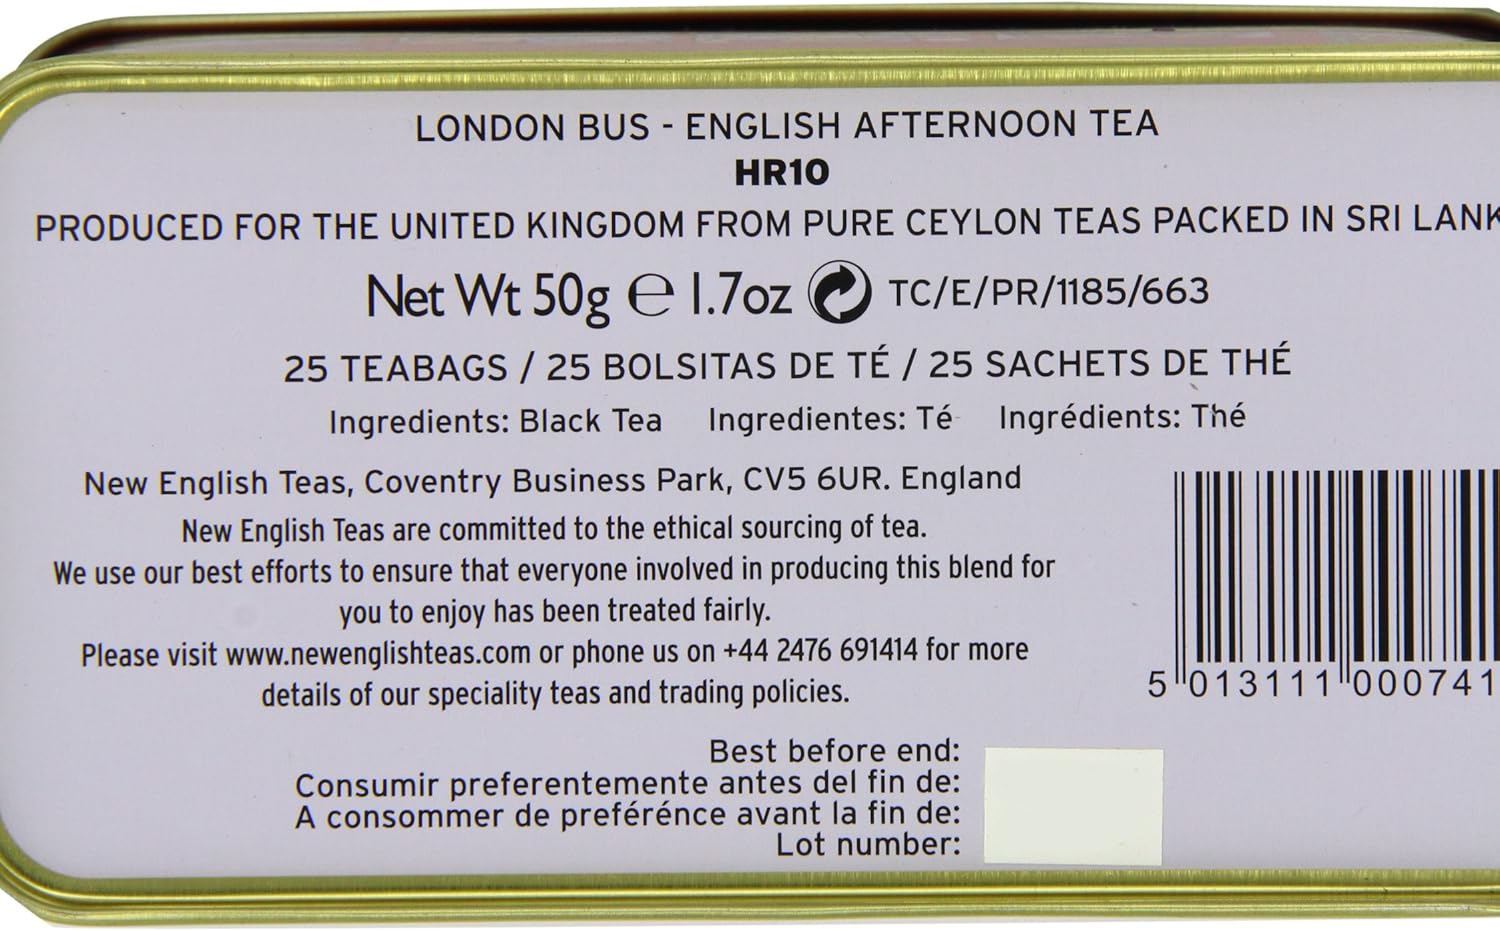 LONDON BUS - ENGLISH AFTERNOON TEA
HR10
PRODUCED FOR THE UNITED KINGDOM FROM PURE CEYLON TEAS PACKED IN SRI LANK
Net Wt 50g ℮ 1.7oz TC/E/PR/1185/663
25 TEABAGS / 25 BOLSITAS DE TÉ / 25 SACHETS DE THÉ
Ingredients: Black Tea Ingredientes: Té Ingrédients: Thé
New English Teas, Coventry Business Park, CV5 6UR. England
New English Teas are committed to the ethical sourcing of tea.
We use our best efforts to ensure that everyone involved in producing this blend for
you to enjoy has been treated fairly.
Please visit www.newenglishteas.com or phone us on +44 2476 691414 for more
details of our speciality teas and trading policies.
5 013111 000741
Best before end:
Consumir preferentemente antes del fin de:
A consommer de préférénce avant la fin de:
Lot number: